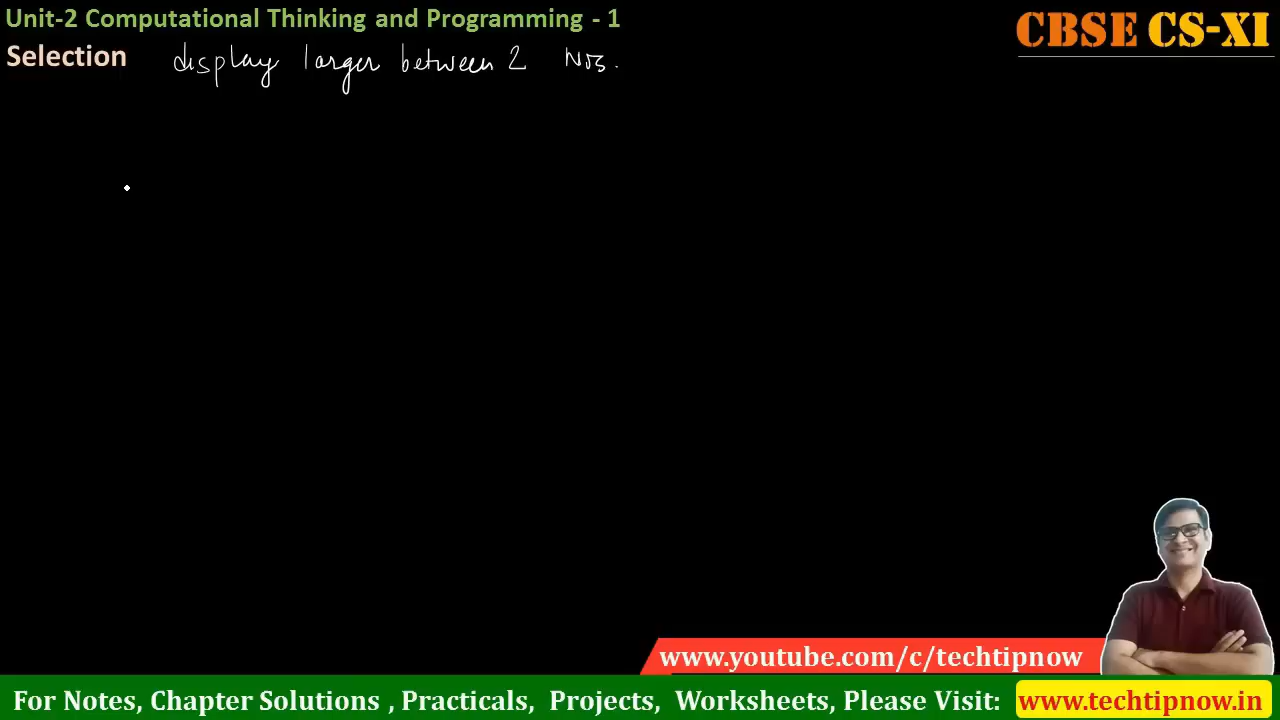 Unit-2 Computational Thinking and Programming - 1
CBSE CS-XI
Selection display larger between 2 Nos.
www.youtube.com/c/techtipnow
For Notes, Chapter Solutions , Practicals, Projects, Worksheets, Please Visit: www.techtipnow.in